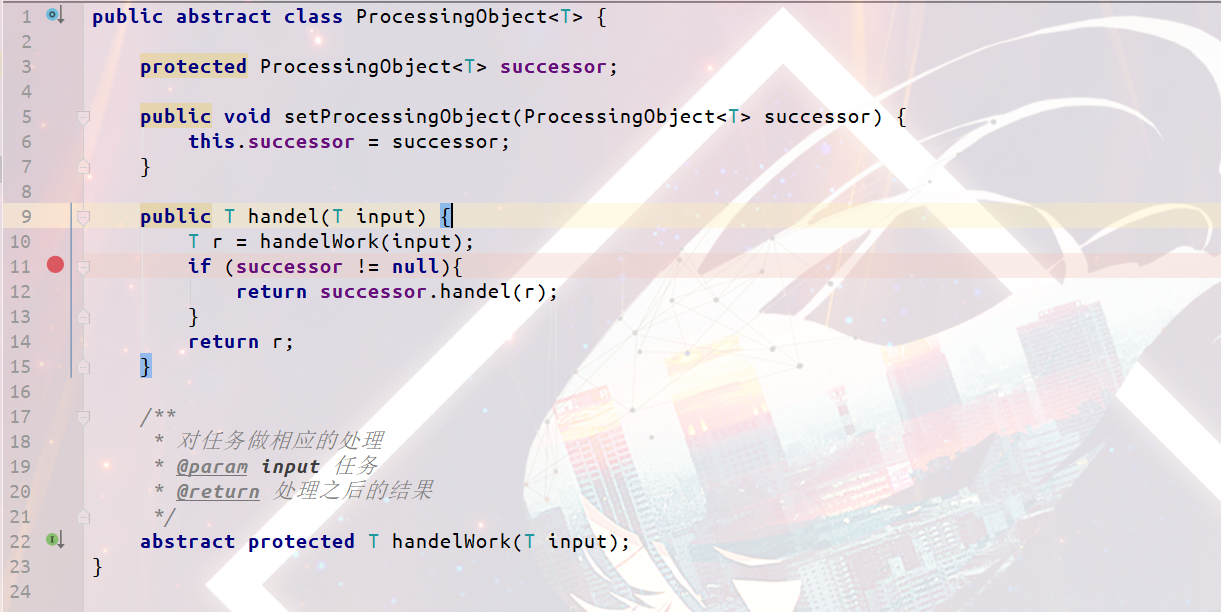 1 public abstract class ProcessingObject<T> {
2
3 protected ProcessingObject<T> successor;
4
5 public void setProcessingObject(ProcessingObject<T> successor) {
6 this.successor = successor;
7 }
8
9 public T handel(T input) {
10 T r = handelWork(input);
11 if (successor != null){
12 return successor.handel(r);
13 }
14 return r;
15 }
16
17 /**
18 * 对任务做相应的处理
19 * @param input 任务
20 * @return 处理之后的结果
21 */
22 abstract protected T handelWork(T input);
23 }
24